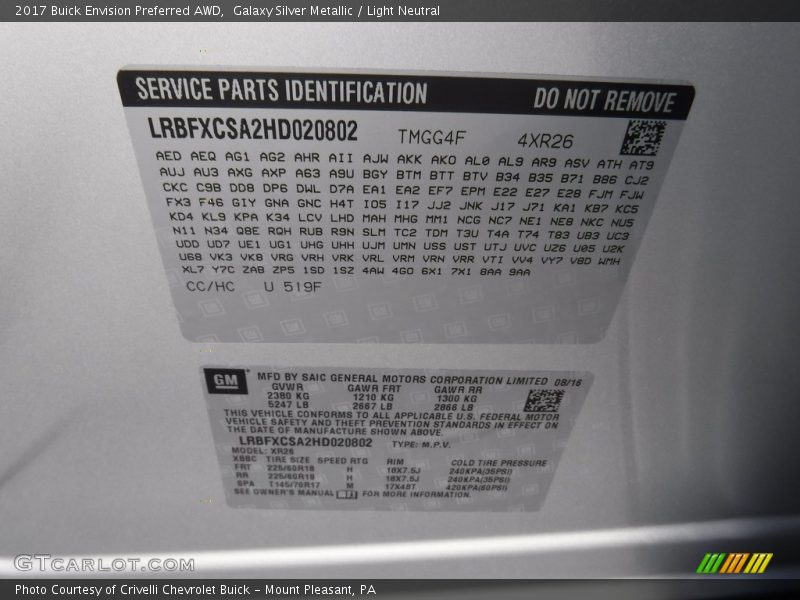 2017 Buick Envision Preferred AWD,  Galaxy Silver Metallic / Light Neutral
SERVICE PARTS IDENTIFICATION DO NOT REMOVE
LRBFXCSA2HD020802 TMGG4F 4XR26
AED AEQ AG1 AG2 AHR AII AJW AKK AKO AL0 AL9 AR9 ASV ATH AT9
AUJ AU3 AXG AXP A63 A9U BGY BTM BTT BTV B34 B35 B71 B86 CJ2
CKC C9B DD8 DP6 DWL D7A EA1 EA2 EF7 EPM E22 E27 E28 FJM FJW
FX3 F46 GIY GNA GNC H4T IO5 I17 JJ2 JNK J17 J71 KA1 KB7 KC5
KD4 KL9 KPA K34 LCV LHD MAH MHG MM1 NCG NC7 NE1 NE8 NKC NU5
N11 N34 Q8E RQH RUB R9N SLM TC2 TDM T3U T4A T74 T83 UB3 UC3
UDD UD7 UE1 UG1 UHG UHH UJM UMN USS UST UTJ UVC UZ6 U05 U2K
U68 VK3 VK8 VRG VRH VRK VRL VRM VRN VRR VTI VV4 VY7 V8D WMH
XL7 Y7C ZAB ZP5 1SD 1SZ 4AW 4GO 6X1 7X1 8AA 9AA
CC/HC U 519F
GM MFD BY SAIC GENERAL MOTORS CORPORATION LIMITED 08/16
GVWR GAWR FRT GAWR RR
2380 KG 1210 KG 1300 KG
5247 LB 2667 LB 2866 LB
THIS VEHICLE CONFORMS TO ALL APPLICABLE U.S. FEDERAL MOTOR
VEHICLE SAFETY AND THEFT PREVENTION STANDARDS IN EFFECT ON
THE DATE OF MANUFACTURE SHOWN ABOVE.
LRBFXCSA2HD020802 TYPE: M.P.V.
MODEL: XR26
XBBC TIRE SIZE SPEED RTG RIM COLD TIRE PRESSURE
FRT 225/60R18 H 18X7.5J 240KPA(35PSI)
RR 225/60R18 H 18X7.5J 240KPA(35PSI)
SPA T145/70R17 M 17X4BT 420KPA(60PSI)
SEE OWNER'S MANUAL FOR MORE INFORMATION.
GTCARLOT.COM
Photo Courtesy of Crivelli Chevrolet Buick – Mount Pleasant, PA